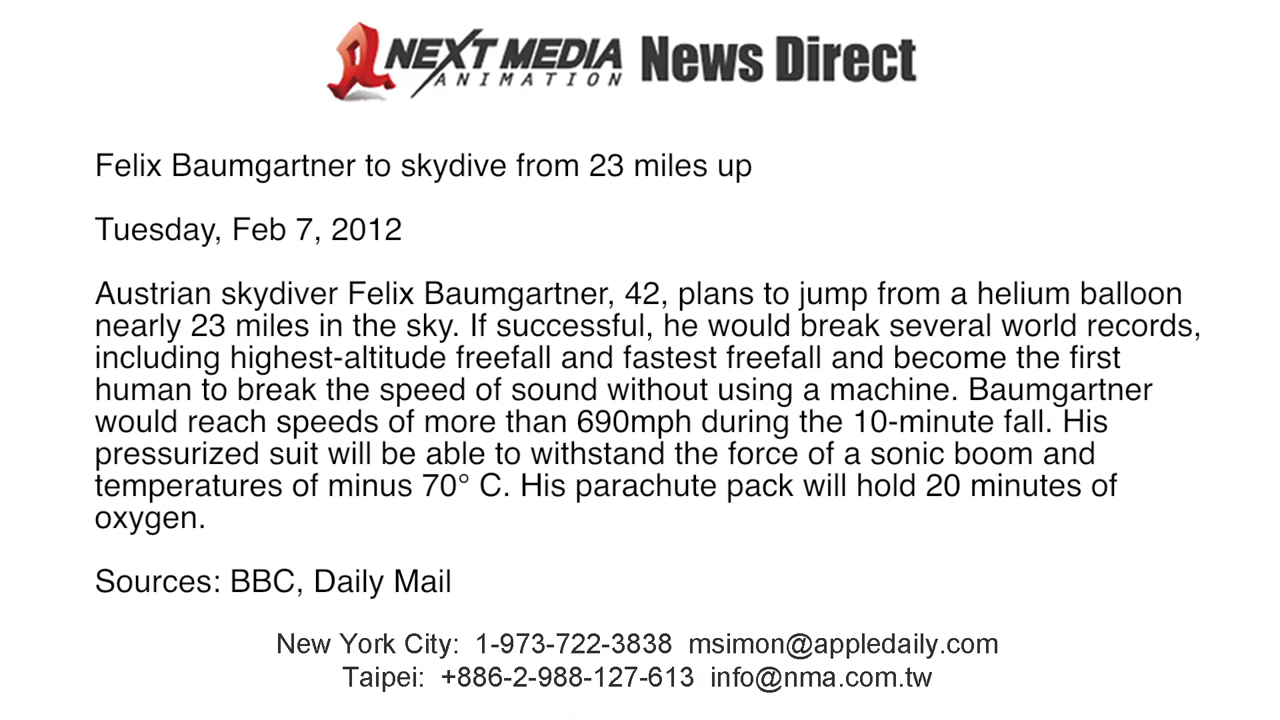 NEXT MEDIA News Direct
ANIMATION
Felix Baumgartner to skydive from 23 miles up
Tuesday, Feb 7, 2012
Austrian skydiver Felix Baumgartner, 42, plans to jump from a helium balloon
nearly 23 miles in the sky. If successful, he would break several world records,
including highest-altitude freefall and fastest freefall and become the first
human to break the speed of sound without using a machine. Baumgartner
would reach speeds of more than 690mph during the 10-minute fall. His
pressurized suit will be able to withstand the force of a sonic boom and
temperatures of minus 70° C. His parachute pack will hold 20 minutes of
oxygen.
Sources: BBC, Daily Mail
New York City: 1-973-722-3838 msimon@appledaily.com
Taipei: +886-2-988-127-613 info@nma.com.tw